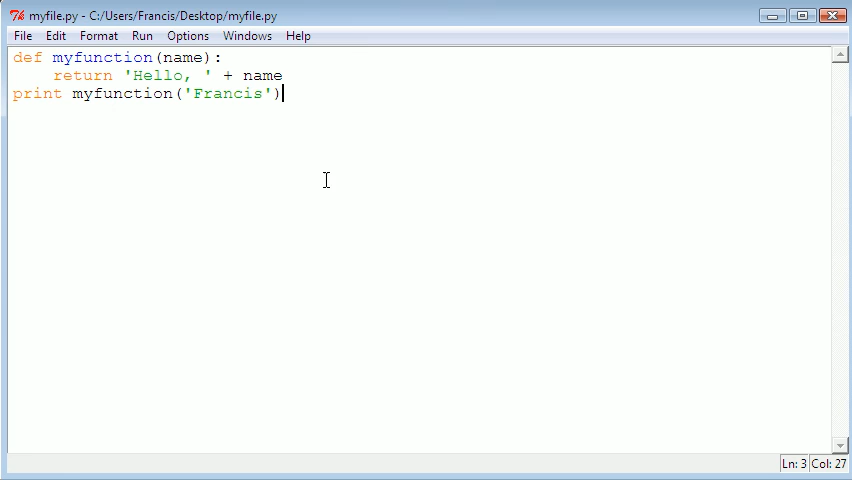 myfile.py - C:/Users/Francis/Desktop/myfile.py
File Edit Format Run Options Windows Help
def myfunction(name):
    return 'Hello, ' + name
print myfunction('Francis')
Ln: 3 Col: 27